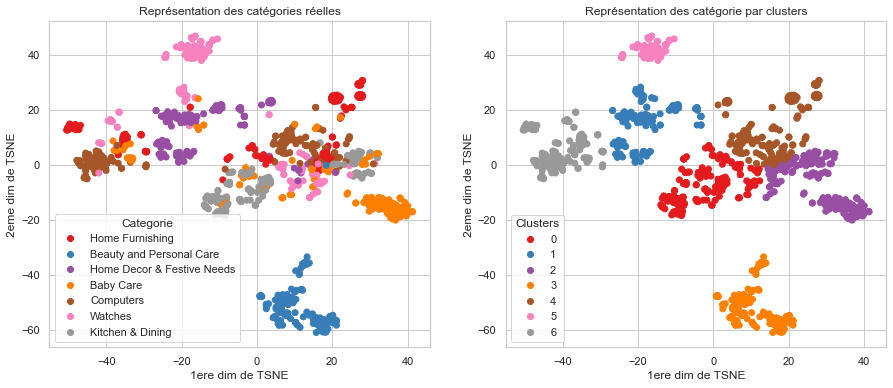 Représentation des catégories réelles
40
20
0
−20
−40
−60
2eme dim de TSNE
Categorie
Home Furnishing
Beauty and Personal Care
Home Decor & Festive Needs
Baby Care
Computers
Watches
Kitchen & Dining
−40
−20
0
20
40
1ere dim de TSNE
Représentation des catégorie par clusters
40
20
0
−20
−40
−60
2eme dim de TSNE
Clusters
0
1
2
3
4
5
6
−40
−20
0
20
40
1ere dim de TSNE